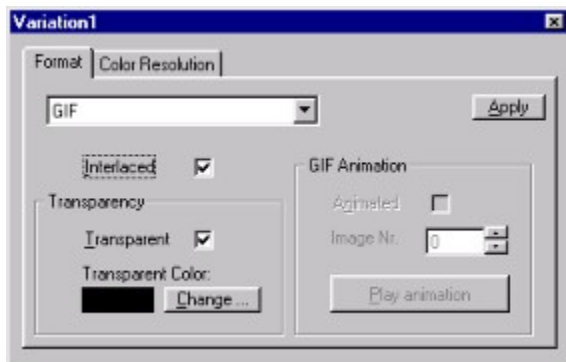 Variation1
Format Color Resolution
GIF
Apply
Interlaced
Transparency
Transparent
Transparent Color:
Change ...
GIF Animation
Animated
Image Nr. 0
Play animation